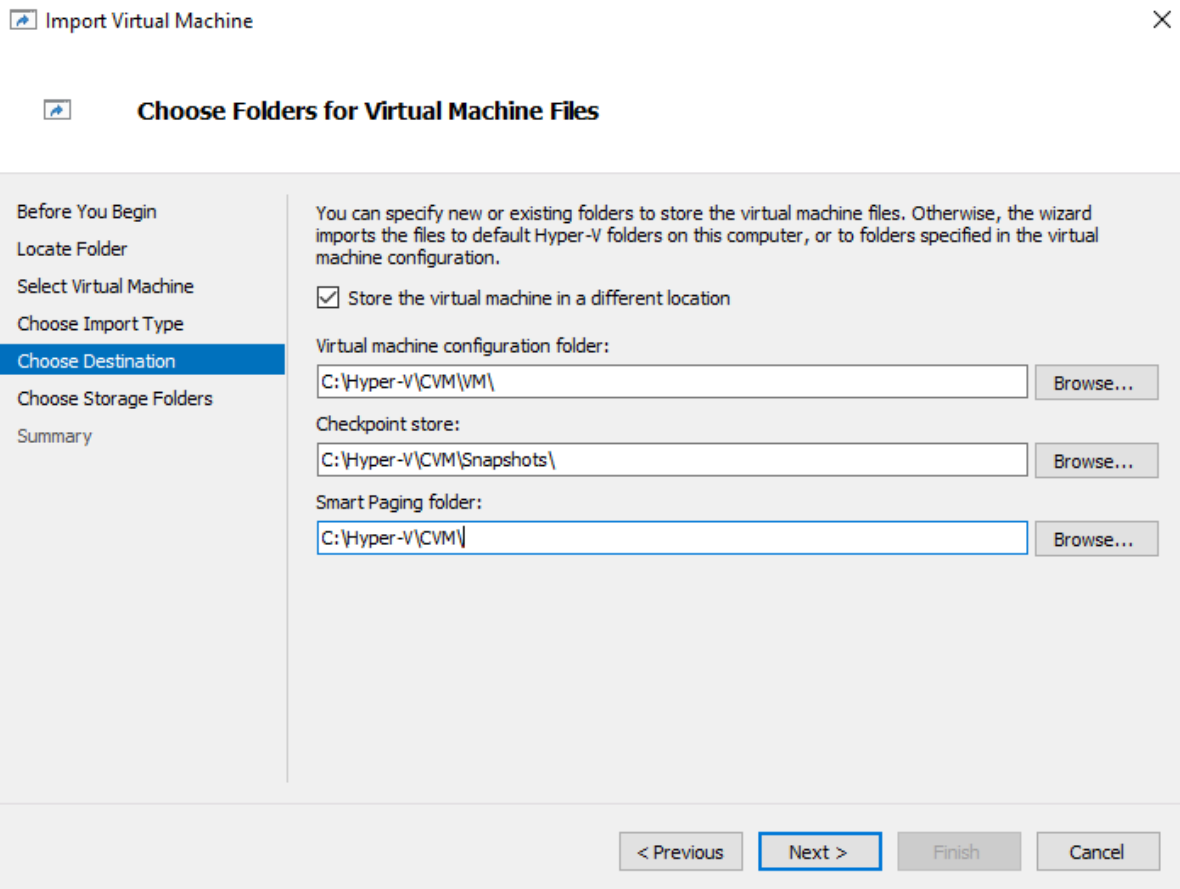 Import Virtual Machine
Choose Folders for Virtual Machine Files
Before You Begin
Locate Folder
Select Virtual Machine
Choose Import Type
Choose Destination
Choose Storage Folders
Summary
You can specify new or existing folders to store the virtual machine files. Otherwise, the wizard
imports the files to default Hyper-V folders on this computer, or to folders specified in the virtual
machine configuration.
Store the virtual machine in a different location
Virtual machine configuration folder:
C:\Hyper-V\CVM\VM\
Browse...
Checkpoint store:
C:\Hyper-V\CVM\Snapshots\
Browse...
Smart Paging folder:
C:\Hyper-V\CVM\
Browse...
< Previous
Next >
Finish
Cancel